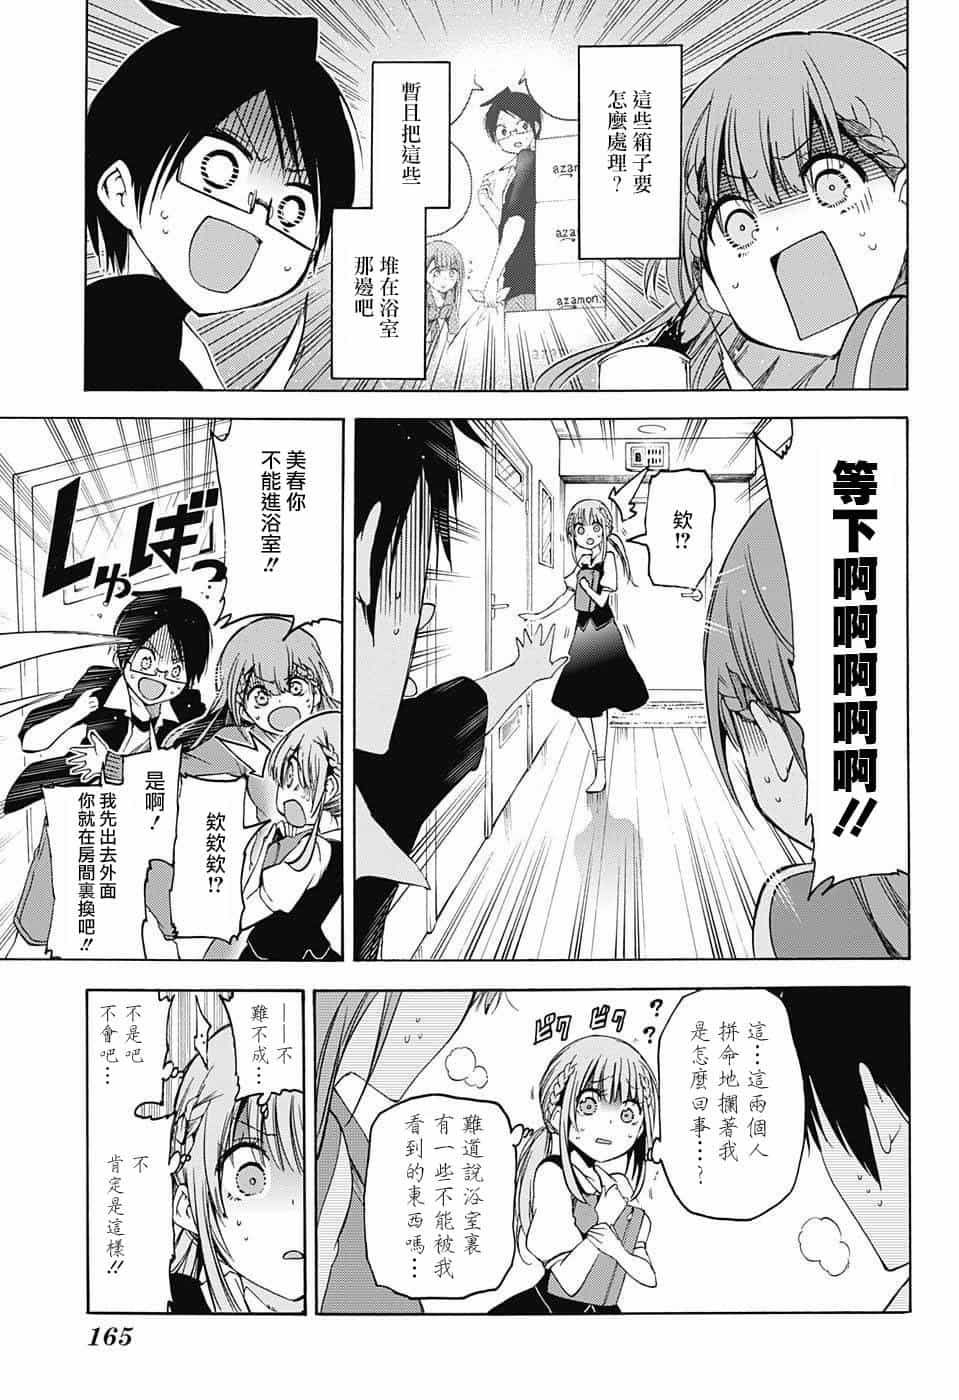 這些箱子要
怎麼處理?
azamon
azam
azam
azamon.
azam
暫且把這些
堆在浴室
那邊吧
等下啊啊啊啊啊!!
欸!?
美春你
不能進浴室!!
しゅばっ
欸欸欸!?
是啊!
我先出去外面
你就在房間裏換吧!!
這…這兩個人
拼命地攔著我
是怎麼回事…?
?
?
?
ビク
ビク
難道說浴室裏
有一些不能被我
看到的東西嗎…
——不
難不成…
不是吧
不會吧…
不
肯定是這樣!!
165